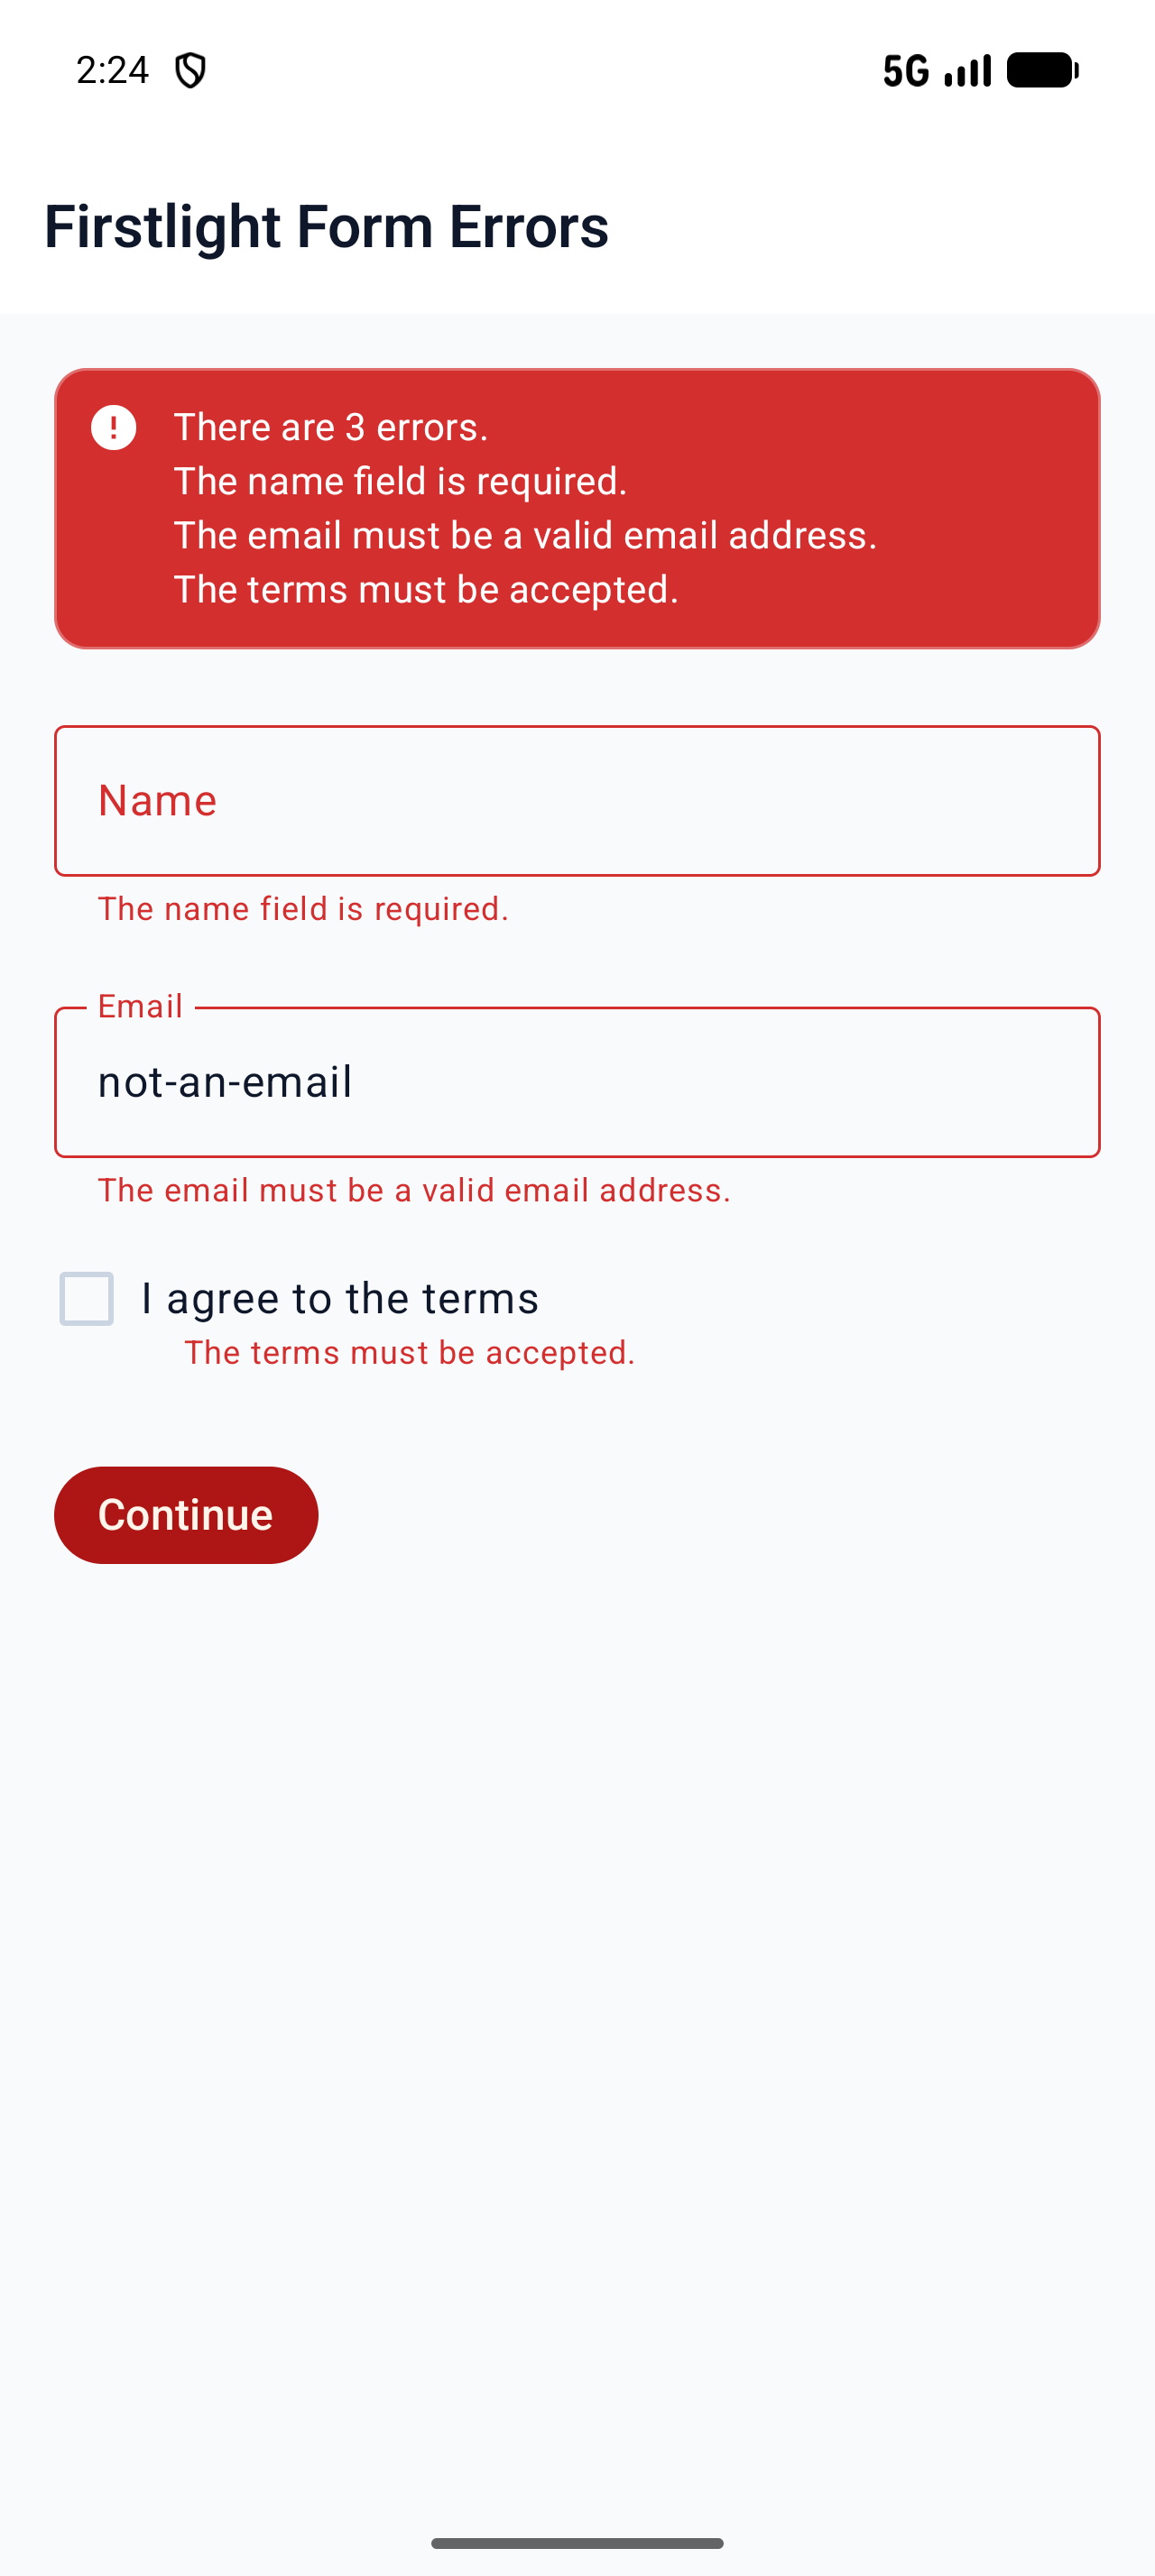 2:24
5G
Firstlight Form Errors
There are 3 errors.
The name field is required.
The email must be a valid email address.
The terms must be accepted.
Name
The name field is required.
Email
not-an-email
The email must be a valid email address.
I agree to the terms
The terms must be accepted.
Continue